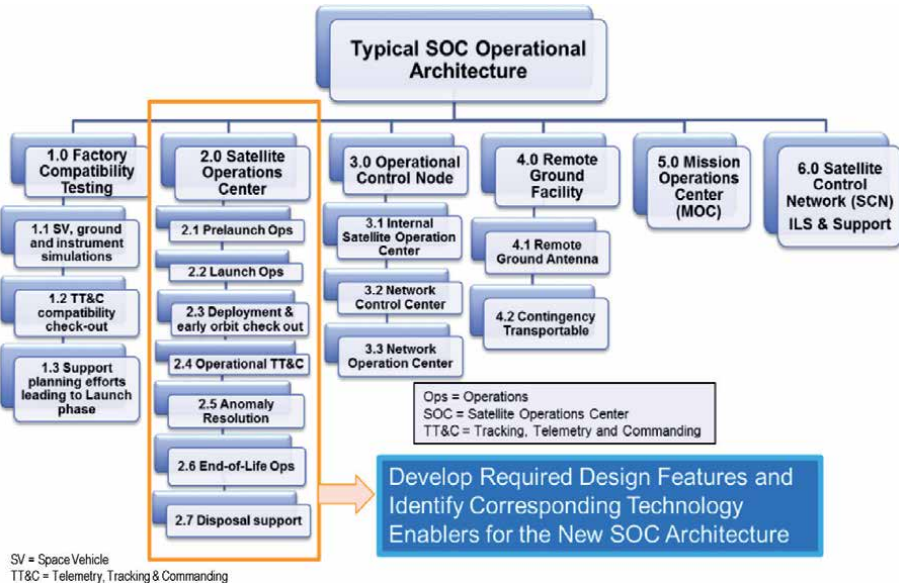 Typical SOC Operational
Architecture
1.0 Factory
Compatibility
Testing
1.1 SV, ground
and instrument
simulations
1.2 TT&C
compatibility
check-out
1.3 Support
planning efforts
leading to Launch
phase
2.0 Satellite
Operations
Center
2.1 Prelaunch Ops
2.2 Launch Ops
2.3 Deployment &
early orbit check out
2.4 Operational TT&C
2.5 Anomaly
Resolution
2.6 End-of-Life Ops
2.7 Disposal support
3.0 Operational
Control Node
3.1 Internal
Satellite Operation
Center
3.2 Network
Control Center
3.3 Network
Operation Center
4.0 Remote
Ground
Facility
4.1 Remote
Ground Antenna
4.2 Contingency
Transportable
5.0 Mission
Operations
Center
(MOC)
6.0 Satellite
Control
Network (SCN)
ILS & Support
Ops = Operations
SOC = Satellite Operations Center
TT&C = Tracking, Telemetry and Commanding
Develop Required Design Features and
Identify Corresponding Technology
Enablers for the New SOC Architecture
SV = Space Vehicle
TT&C = Telemetry, Tracking & Commanding